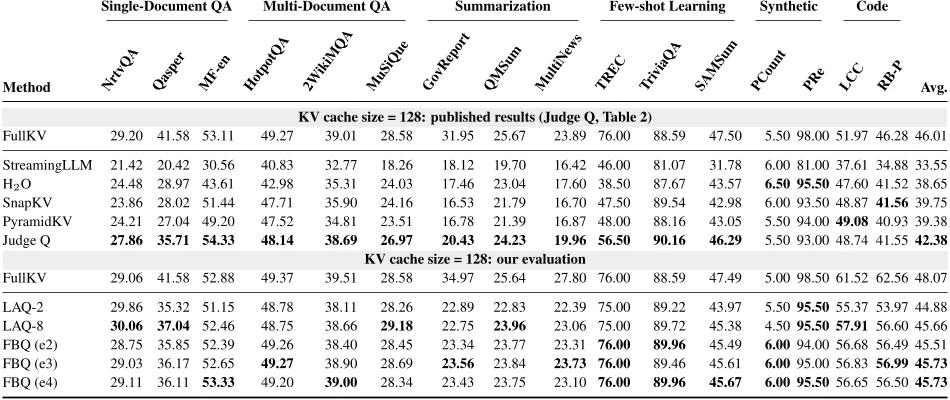 Single-Document QA Multi-Document QA Summarization Few-shot Learning Synthetic Code
Method NrtvQA Qasper MF-en HotpotQA 2WikiMQA MuSiQue GovReport QMSum MultiNews TREC TriviaQA SAMSum PCount PRe LCC RB-P Avg.
KV cache size = 128: published results (Judge Q, Table 2)
FullKV 29.20 41.58 53.11 49.27 39.01 28.58 31.95 25.67 23.89 76.00 88.59 47.50 5.50 98.00 51.97 46.28 46.01
StreamingLLM 21.42 20.42 30.56 40.83 32.77 18.26 18.12 19.70 16.42 46.00 81.07 31.78 6.00 81.00 37.61 34.88 33.55
H₂O 24.48 28.97 43.61 42.98 35.31 24.03 17.46 23.04 17.60 38.50 87.67 43.57 6.50 95.50 47.60 41.52 38.65
SnapKV 23.86 28.02 51.44 47.71 35.90 24.16 16.53 21.79 16.70 47.50 89.54 42.98 6.00 93.50 48.87 41.56 39.75
PyramidKV 24.21 27.04 49.20 47.52 34.81 23.51 16.78 21.39 16.87 48.00 88.16 43.05 5.50 94.00 49.08 40.93 39.38
Judge Q 27.86 35.71 54.33 48.14 38.69 26.97 20.43 24.23 19.96 56.50 90.16 46.29 5.50 93.00 48.74 41.55 42.38
KV cache size = 128: our evaluation
FullKV 29.06 41.58 52.88 49.37 39.51 28.58 34.97 25.64 27.80 76.00 88.59 47.49 5.00 98.50 61.52 62.56 48.07
LAQ-2 29.86 35.32 51.15 48.78 38.11 28.26 22.89 22.83 22.39 75.00 89.22 43.97 5.50 95.50 55.37 53.97 44.88
LAQ-8 30.06 37.04 52.46 48.75 38.66 29.18 22.75 23.96 23.06 75.00 89.72 45.38 4.50 95.50 57.91 56.60 45.66
FBQ (e2) 28.75 35.85 52.39 49.26 38.40 28.45 23.34 23.77 23.31 76.00 89.96 45.49 6.00 94.00 56.68 56.49 45.51
FBQ (e3) 29.03 36.17 52.65 49.27 38.90 28.69 23.56 23.84 23.73 76.00 89.46 45.61 6.00 95.00 56.83 56.99 45.73
FBQ (e4) 29.11 36.11 53.33 49.20 39.00 28.34 23.43 23.75 23.10 76.00 89.96 45.67 6.00 95.50 56.65 56.50 45.73